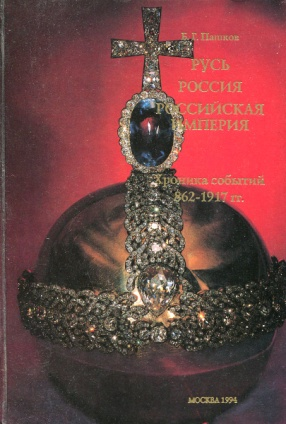 Б. Г. Пашков
РУСЬ
РОССИЯ
РОССИЙСКАЯ
ИМПЕРИЯ
Хроника событий
862-1917 гг.
МОСКВА 1994